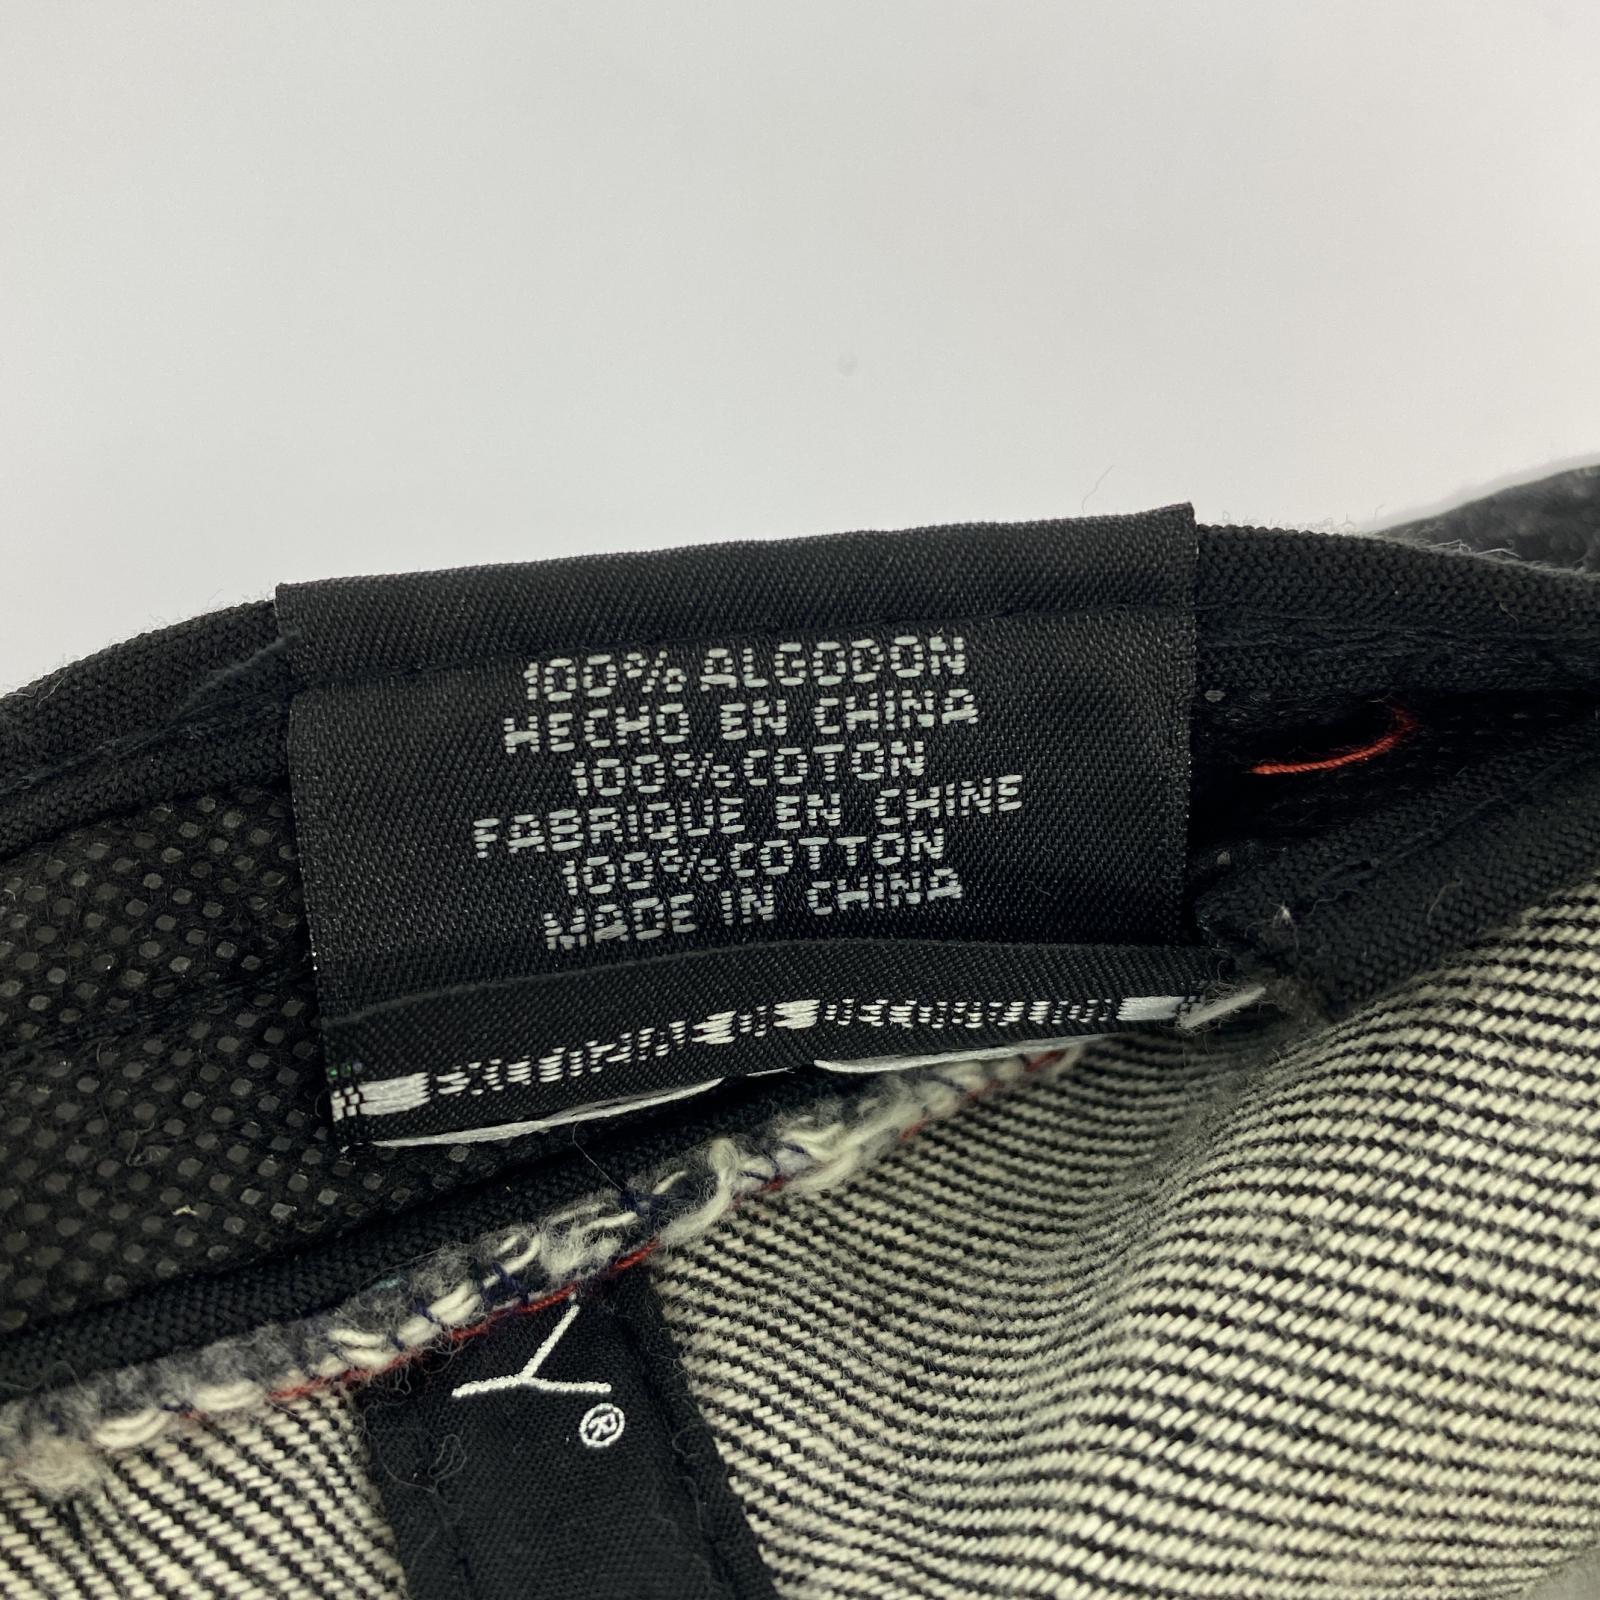 100% ALGODON
HECHO EN CHINA
100% COTON
FABRIQUE EN CHINE
100% COTTON
MADE IN CHINA
Y®